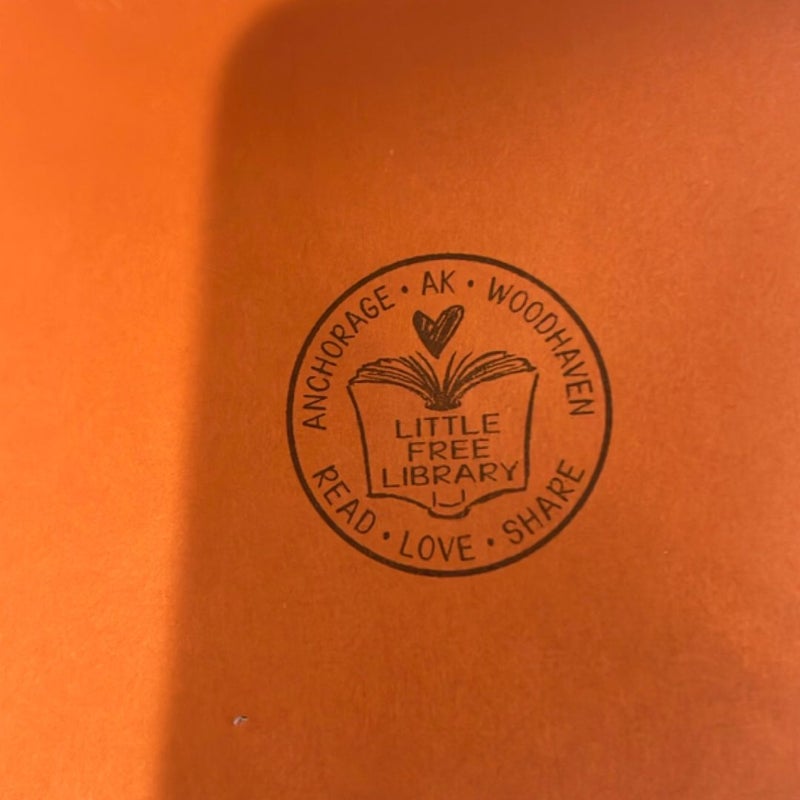 ANCHORAGE · AK · WOODHAVEN
LITTLE
FREE
LIBRARY
READ · LOVE · SHARE